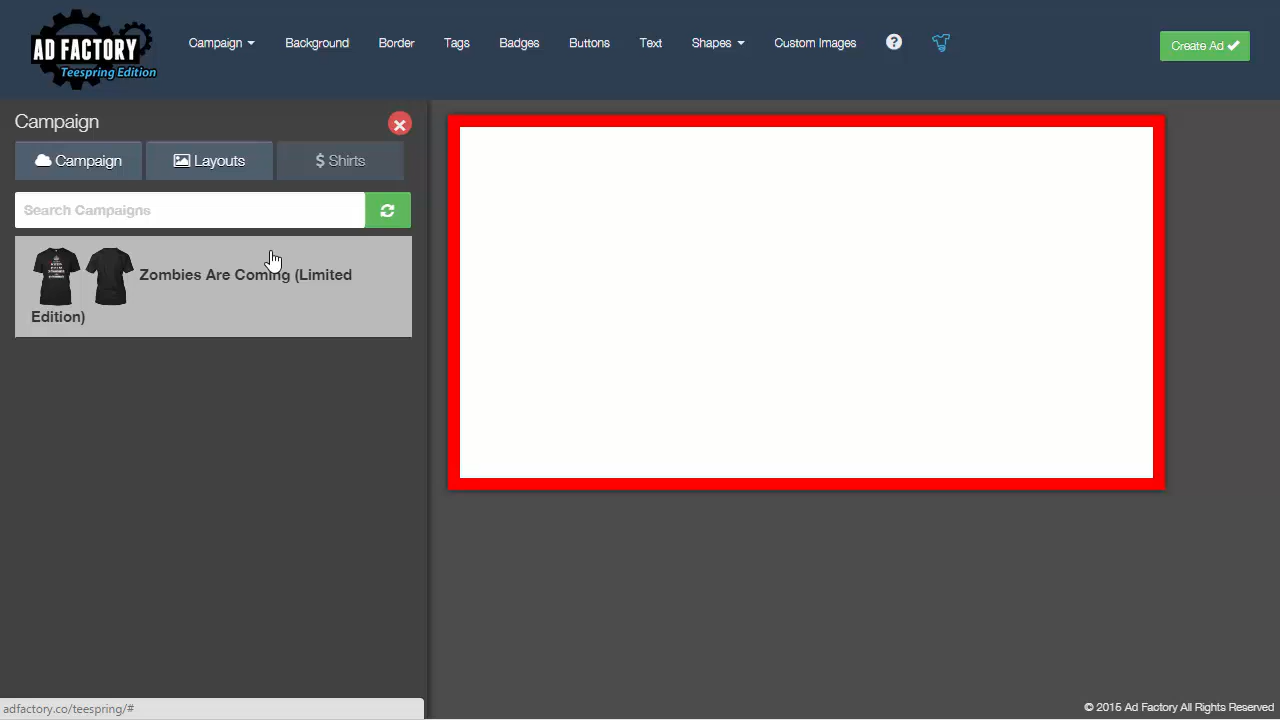 AD FACTORY
Teespring Edition
Campaign Background Border Tags Badges Buttons Text Shapes Custom Images ?
Create Ad
Campaign
Campaign Layouts $ Shirts
Search Campaigns
Zombies Are Coming (Limited
Edition)
adfactory.co/teespring/#
© 2015 Ad Factory All Rights Reserved